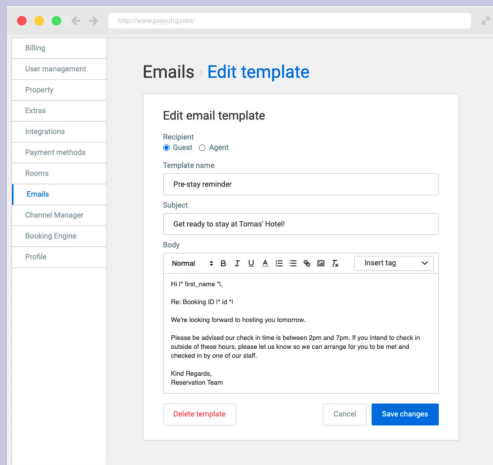 http://www.preno​hq.com/
Billing
User management
Property
Extras
Integrations
Payment methods
Rooms
Emails
Channel Manager
Booking Engine
Profile
Emails > Edit template
Edit email template
Recipient
Guest Agent
Template name
Pre-stay reminder
Subject
Get ready to stay at Tomas' Hotel!
Body
Normal B I U A Insert tag
Hi |* first_name *|,
Re: Booking ID |* id *|
We're looking forward to hosting you tomorrow.
Please be advised our check in time is between 2pm and 7pm. If you intend to check in
outside of these hours, please let us know so we can arrange for you to be met and
checked in by one of our staff.
Kind Regards,
Reservation Team
Delete template Cancel Save changes